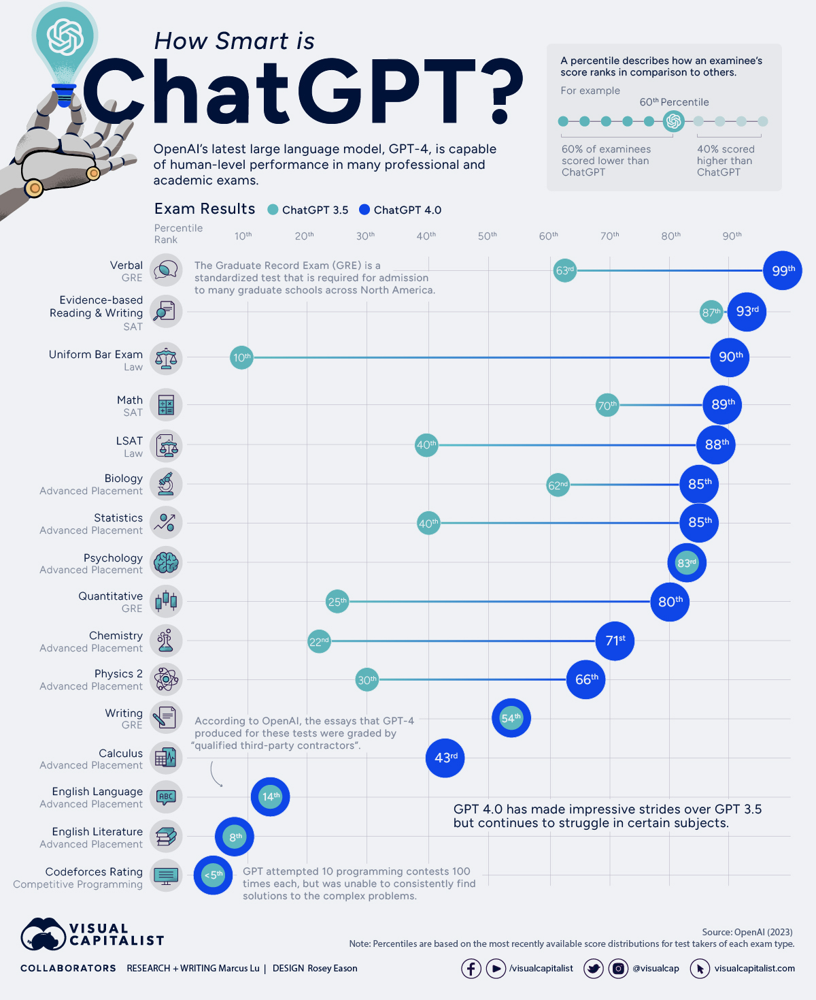 How Smart is
ChatGPT?
OpenAI's latest large language model, GPT-4, is capable
of human-level performance in many professional and
academic exams.
A percentile describes how an examinee's
score ranks in comparison to others.
For example
60th Percentile
60% of examinees
scored lower than
ChatGPT
40% scored
higher than
ChatGPT
Exam Results
ChatGPT 3.5
ChatGPT 4.0
Percentile
Rank
10th
20th
30th
40th
50th
60th
70th
80th
90th
Verbal
GRE
The Graduate Record Exam (GRE) is a
standardized test that is required for admission
to many graduate schools across North America.
63rd
99th
Evidence-based
Reading & Writing
SAT
87th
93rd
Uniform Bar Exam
Law
10th
90th
Math
SAT
70th
89th
LSAT
Law
40th
88th
Biology
Advanced Placement
62nd
85th
Statistics
Advanced Placement
40th
85th
Psychology
Advanced Placement
83rd
Quantitative
GRE
25th
80th
Chemistry
Advanced Placement
22nd
71st
Physics 2
Advanced Placement
30th
66th
Writing
GRE
54th
According to OpenAI, the essays that GPT-4
produced for these tests were graded by
"qualified third-party contractors".
Calculus
Advanced Placement
43rd
English Language
Advanced Placement
ABC
14th
GPT 4.0 has made impressive strides over GPT 3.5
but continues to struggle in certain subjects.
English Literature
Advanced Placement
8th
Codeforces Rating
Competitive Programming
<5th
GPT attempted 10 programming contests 100
times each, but was unable to consistently find
solutions to the complex problems.
VISUAL
CAPITALIST
Source: OpenAI (2023)
Note: Percentiles are based on the most recently available score distributions for test takers of each exam type.
COLLABORATORS RESEARCH + WRITING Marcus Lu | DESIGN Rosey Eason
/visualcapitalist
@visualcap
visualcapitalist.com